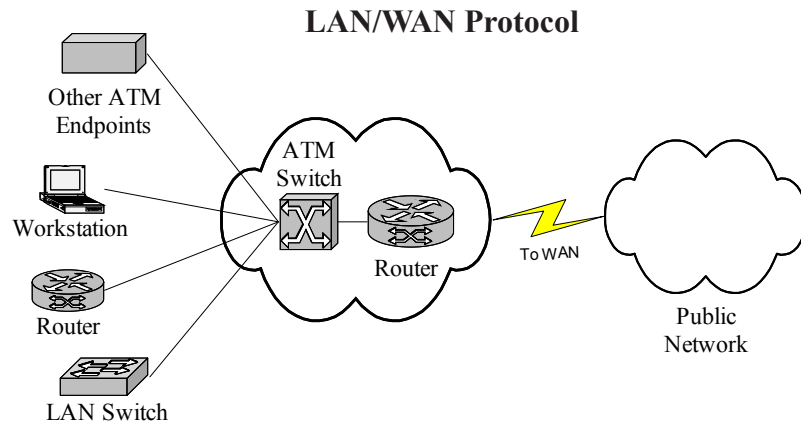 LAN/WAN Protocol
Other ATM
Endpoints
Workstation
Router
LAN Switch
ATM
Switch
Router
To WAN
Public
Network